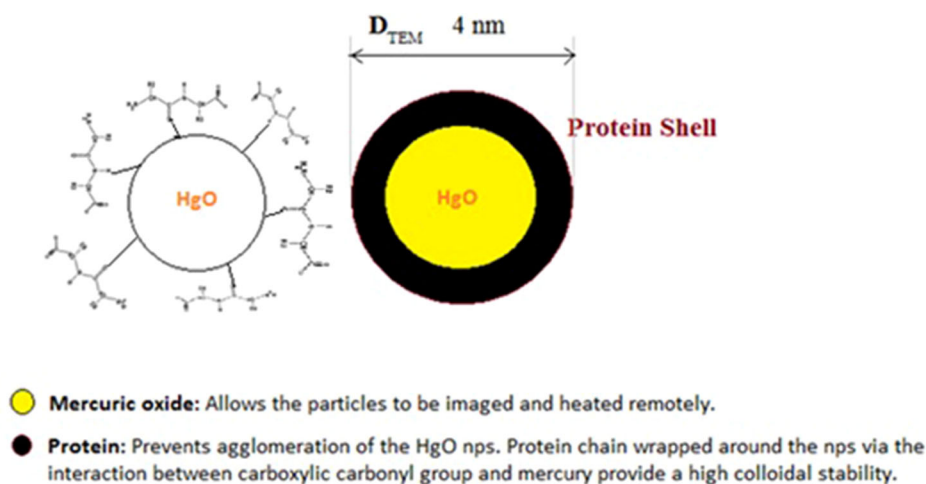 D TEM 4 nm
Protein Shell
HgO
HgO
Mercuric oxide: Allows the particles to be imaged and heated remotely.
Protein: Prevents agglomeration of the HgO nps. Protein chain wrapped around the nps via the
interaction between carboxylic carbonyl group and mercury provide a high colloidal stability.